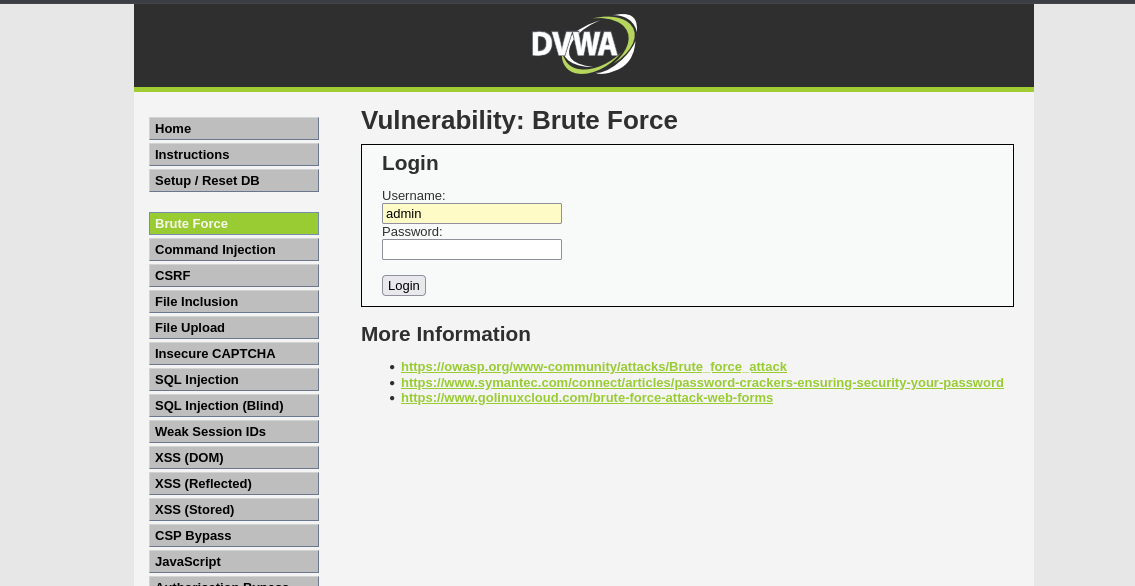 DVWA
Home
Instructions
Setup / Reset DB
Brute Force
Command Injection
CSRF
File Inclusion
File Upload
Insecure CAPTCHA
SQL Injection
SQL Injection (Blind)
Weak Session IDs
XSS (DOM)
XSS (Reflected)
XSS (Stored)
CSP Bypass
JavaScript
Authorisation Bypass
Vulnerability: Brute Force
Login
Username:
admin
Password:
Login
More Information
• https://owasp.org/www-community/attacks/Brute_force_attack
• https://www.symantec.com/connect/articles/password-crackers-ensuring-security-your-password
• https://www.golinuxcloud.com/brute-force-attack-web-forms